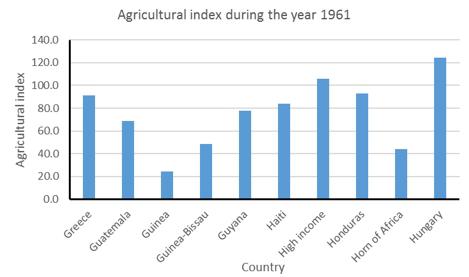 Agricultural index during the year 1961
140.0
120.0
100.0
80.0
60.0
40.0
20.0
0.0
Agricultural index
Greece
Guatemala
Guinea
Guinea-Bissau
Guyana
Haiti
High income
Honduras
Horn of Africa
Hungary
Country